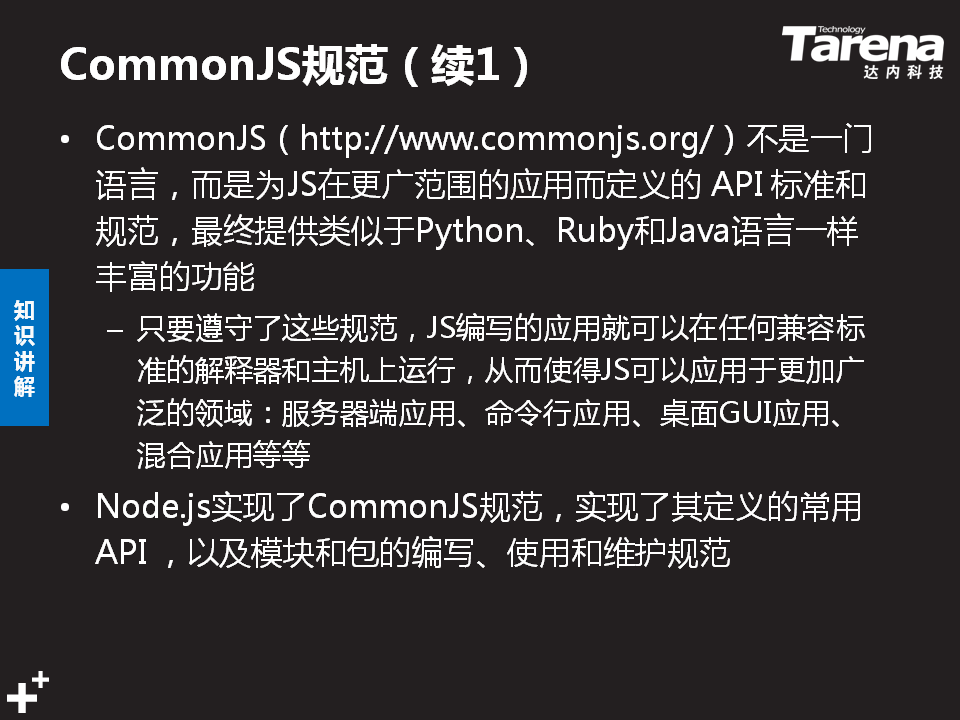 CommonJS规范（续1）
Technology
Tarena
达内科技
• CommonJS（http://www.commonjs.org/）不是一门
语言，而是为JS在更广范围的应用而定义的 API 标准和
规范，最终提供类似于Python、Ruby和Java语言一样
丰富的功能
– 只要遵守了这些规范，JS编写的应用就可以在任何兼容标
准的解释器和主机上运行，从而使得JS可以应用于更加广
泛的领域：服务器端应用、命令行应用、桌面GUI应用、
混合应用等等
• Node.js实现了CommonJS规范，实现了其定义的常用
API ，以及模块和包的编写、使用和维护规范
知
识
讲
解